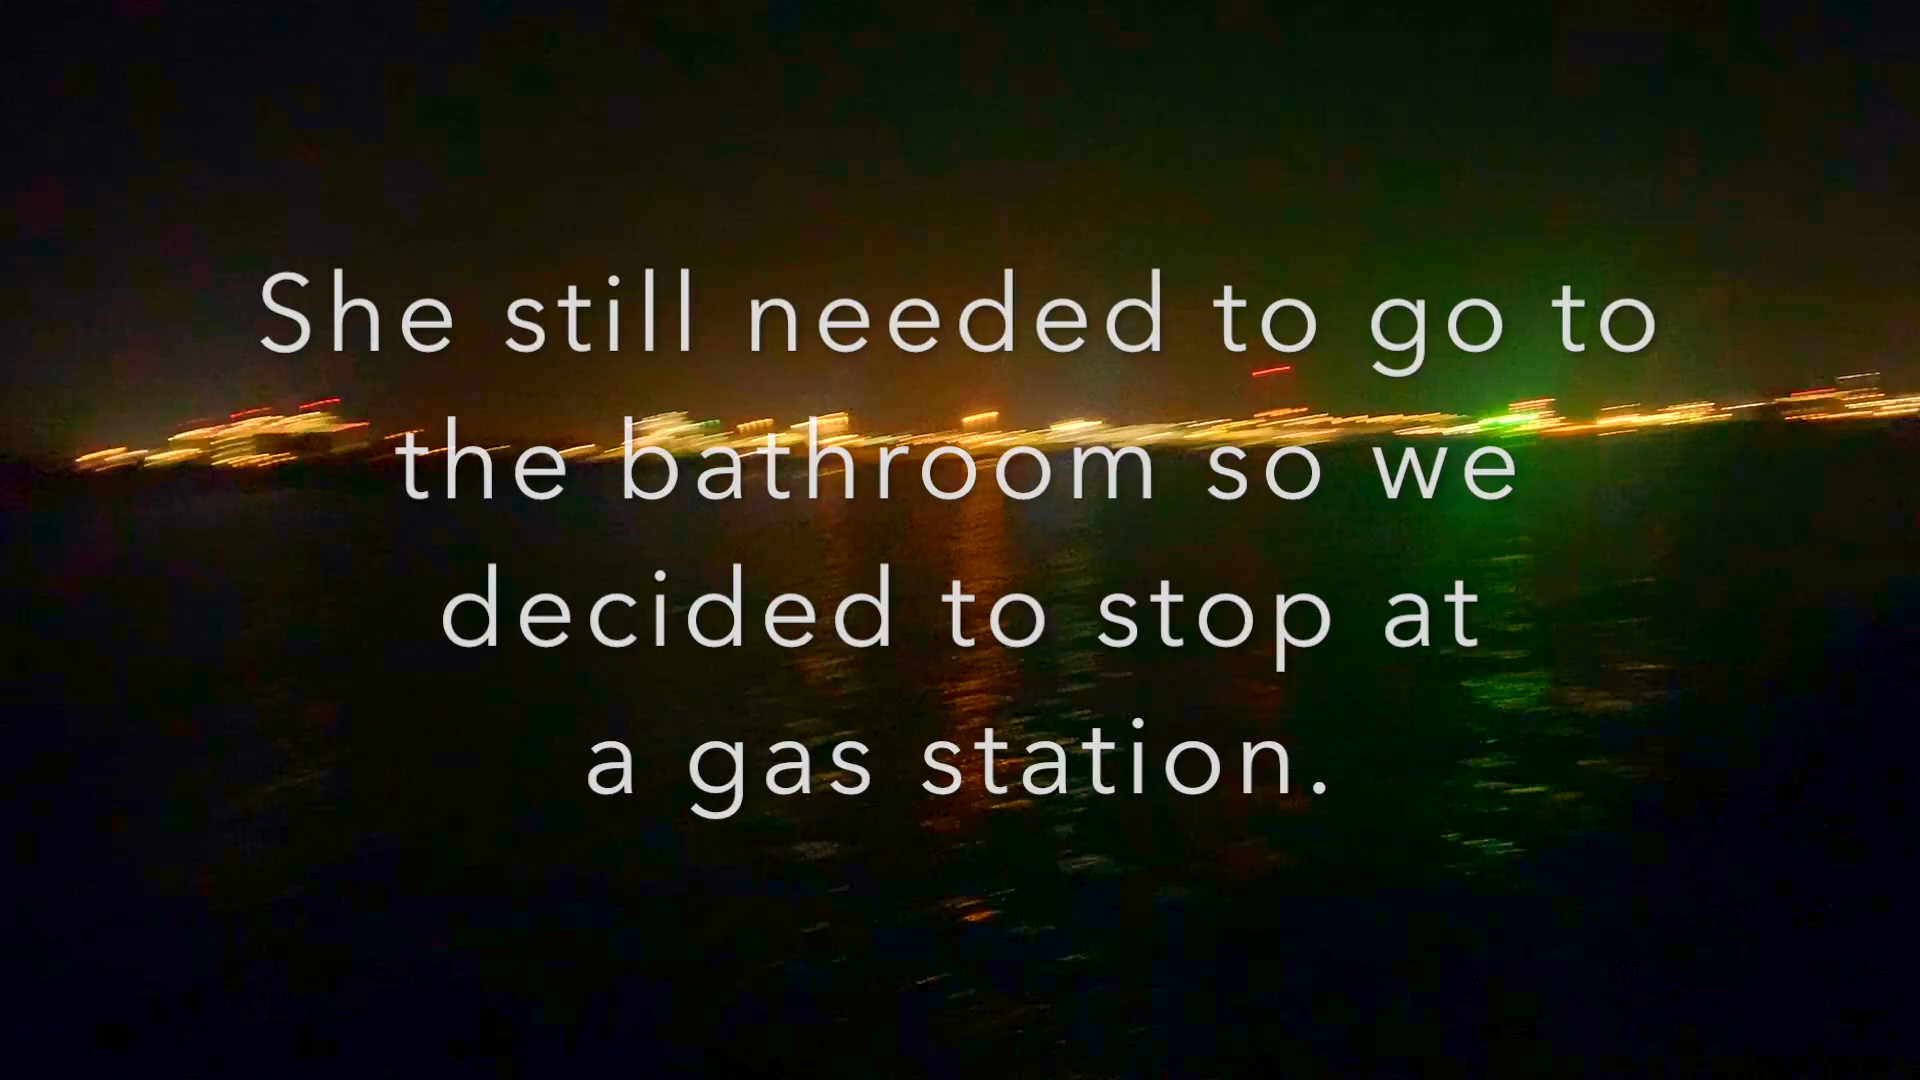 She still needed to go to
the bathroom so we
decided to stop at
a gas station.